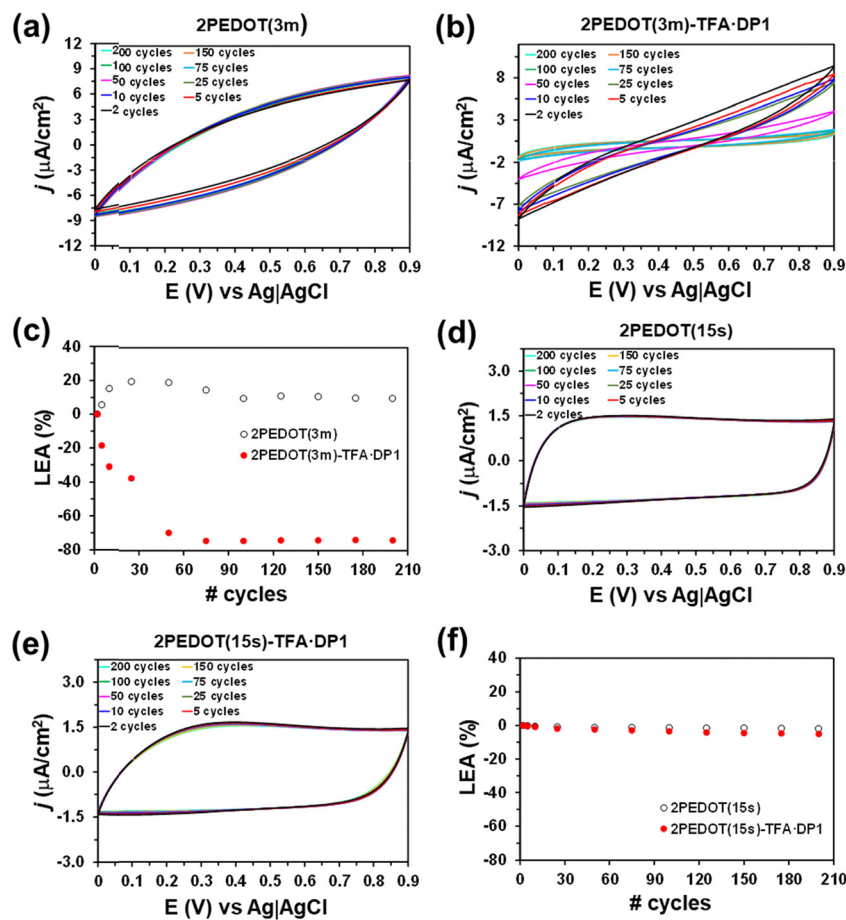 (a)
2PEDOT(3m)
200 cycles 150 cycles
100 cycles 75 cycles
50 cycles 25 cycles
10 cycles 5 cycles
2 cycles
12
9
6
3
0
-3
-6
-9
-12
j (μA/cm²)
0 0.1 0.2 0.3 0.4 0.5 0.6 0.7 0.8 0.9
E (V) vs Ag|AgCl
(b)
2PEDOT(3m)-TFA·DP1
200 cycles 150 cycles
100 cycles 75 cycles
50 cycles 25 cycles
10 cycles 5 cycles
2 cycles
8
3
-2
-7
-12
j (μA/cm²)
0 0.1 0.2 0.3 0.4 0.5 0.6 0.7 0.8 0.9
E (V) vs Ag|AgCl
(c)
40
20
0
-20
-40
-60
-80
LEA (%)
2PEDOT(3m)
2PEDOT(3m)-TFA·DP1
0 30 60 90 120 150 180 210
# cycles
(d)
2PEDOT(15s)
200 cycles 150 cycles
100 cycles 75 cycles
50 cycles 25 cycles
10 cycles 5 cycles
2 cycles
3.0
1.5
0.0
-1.5
-3.0
j (μA/cm²)
0 0.1 0.2 0.3 0.4 0.5 0.6 0.7 0.8 0.9
E (V) vs Ag|AgCl
(e)
2PEDOT(15s)-TFA·DP1
200 cycles 150 cycles
100 cycles 75 cycles
50 cycles 25 cycles
10 cycles 5 cycles
2 cycles
3.0
1.5
0.0
-1.5
-3.0
j (μA/cm²)
0 0.1 0.2 0.3 0.4 0.5 0.6 0.7 0.8 0.9
E (V) vs Ag|AgCl
(f)
40
20
0
-20
-40
-60
-80
LEA (%)
2PEDOT(15s)
2PEDOT(15s)-TFA·DP1
0 30 60 90 120 150 180 210
# cycles